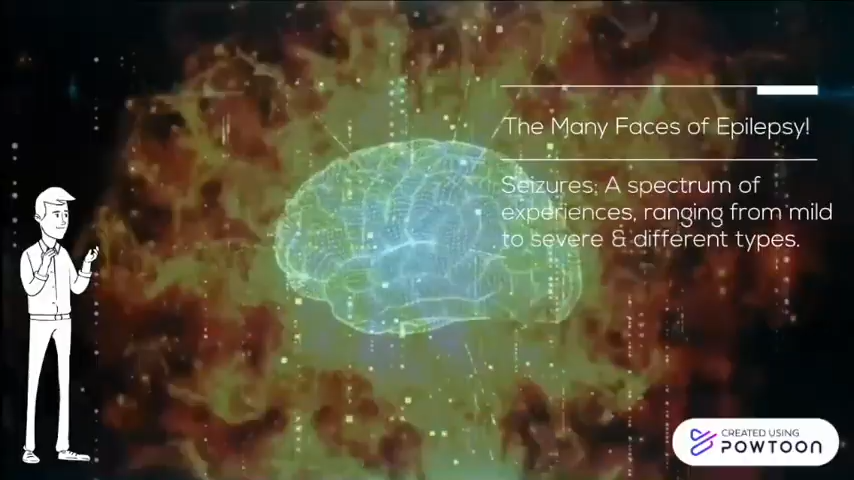 The Many Faces of Epilepsy!
Seizures: A spectrum of
experiences, ranging from mild
to severe & different types.
CREATED USING
POWTOON